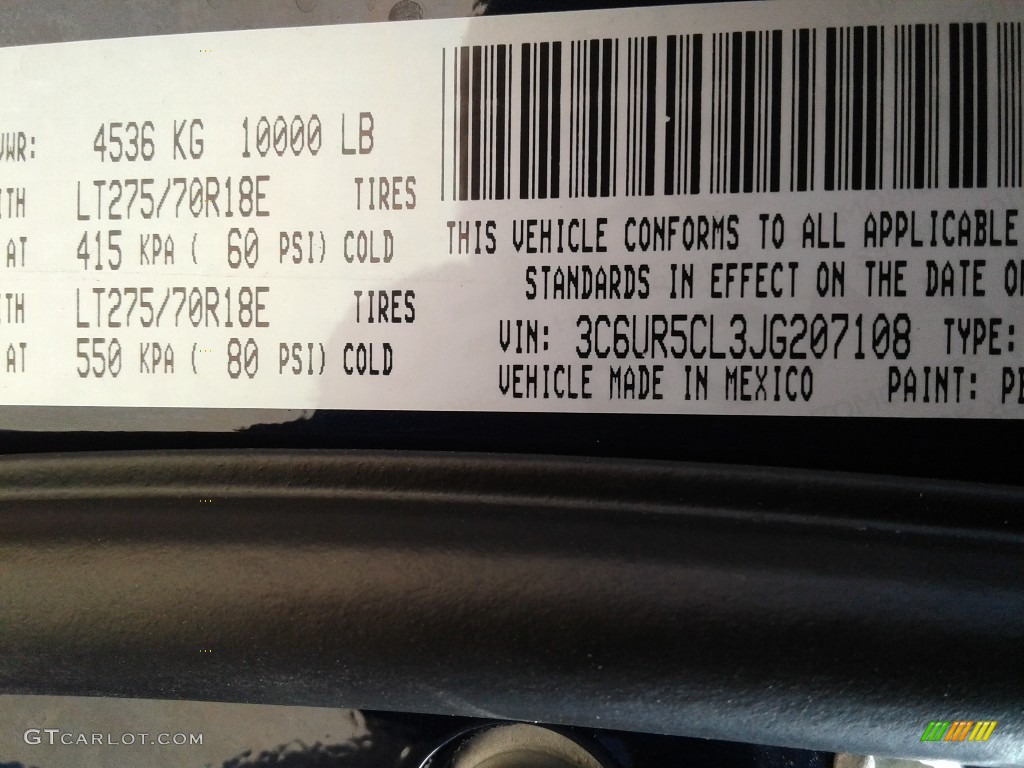 VWR: 4536 KG 10000 LB
ITH LT275/70R18E TIRES
AT 415 KPA ( 60 PSI) COLD
ITH LT275/70R18E TIRES
AT 550 KPA ( 80 PSI) COLD
THIS VEHICLE CONFORMS TO ALL APPLICABLE
STANDARDS IN EFFECT ON THE DATE O
VIN: 3C6UR5CL3JG207108 TYPE:
VEHICLE MADE IN MEXICO PAINT: P
GTCARLOT.COM